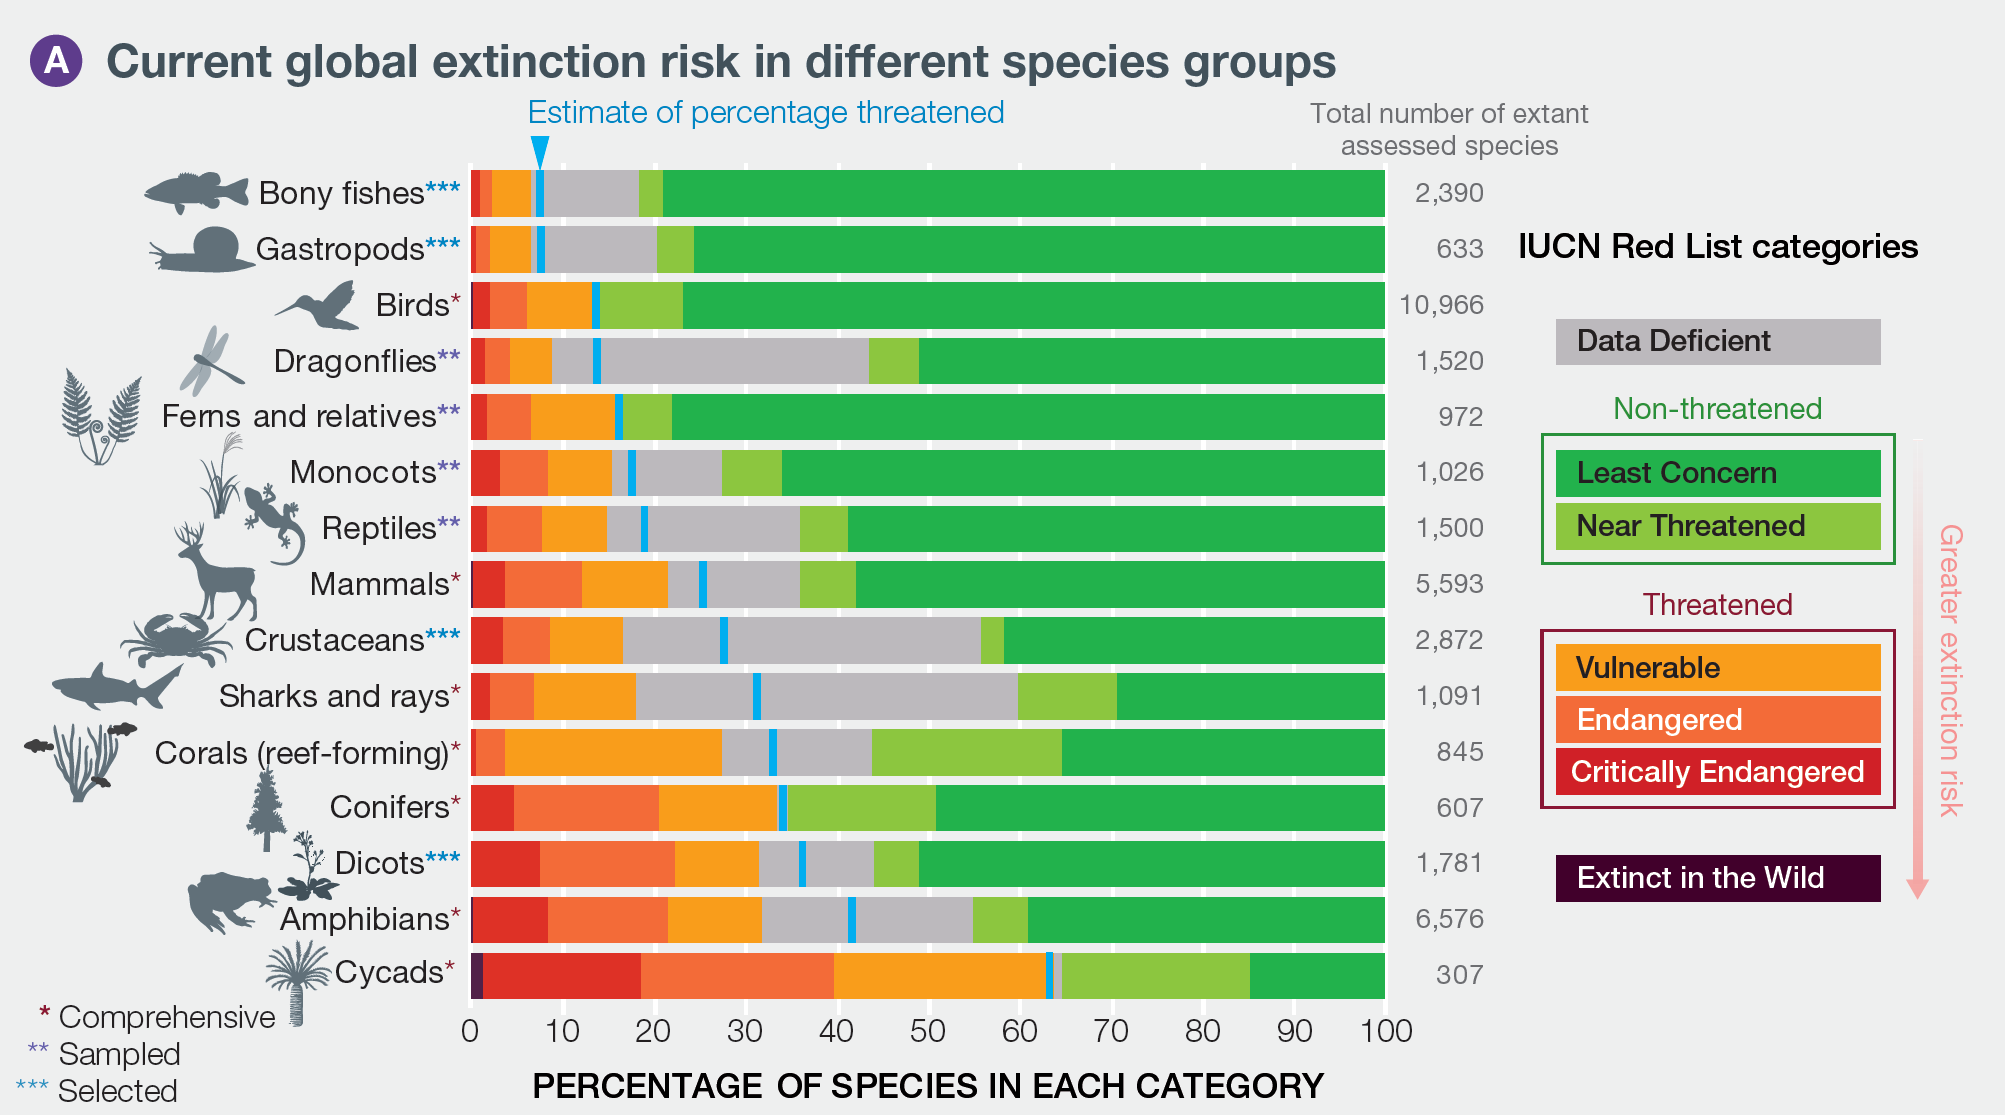 A Current global extinction risk in different species groups
Estimate of percentage threatened
Total number of extant
assessed species
Bony fishes*** 2,390
Gastropods*** 633
Birds* 10,966
Dragonflies** 1,520
Ferns and relatives** 972
Monocots** 1,026
Reptiles** 1,500
Mammals* 5,593
Crustaceans*** 2,872
Sharks and rays* 1,091
Corals (reef-forming)* 845
Conifers* 607
Dicots*** 1,781
Amphibians* 6,576
Cycads* 307
0 10 20 30 40 50 60 70 80 90 100
PERCENTAGE OF SPECIES IN EACH CATEGORY
* Comprehensive
** Sampled
*** Selected
IUCN Red List categories
Data Deficient
Non-threatened
Least Concern
Near Threatened
Threatened
Vulnerable
Endangered
Critically Endangered
Extinct in the Wild
Greater extinction risk